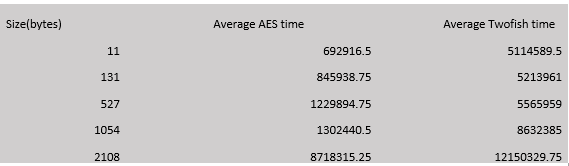 Size(bytes) Average AES time Average Twofish time
11 692916.5 5114589.5
131 845938.75 5213961
527 1229894.75 5565959
1054 1302440.5 8632385
2108 8718315.25 12150329.75